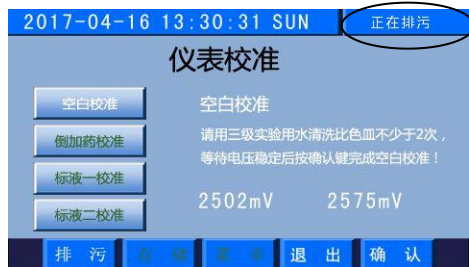 2017-04-16 13:30:31 SUN 正在排污
仪表校准
空白校准
空白校准
倒加药校准
请用三级实验用水清洗比色皿不少于2次，
等待电压稳定后按确认键完成空白校准！
标液一校准
标液二校准
2502mV 2575mV
排 污 存 储 菜 单 退 出 确 认